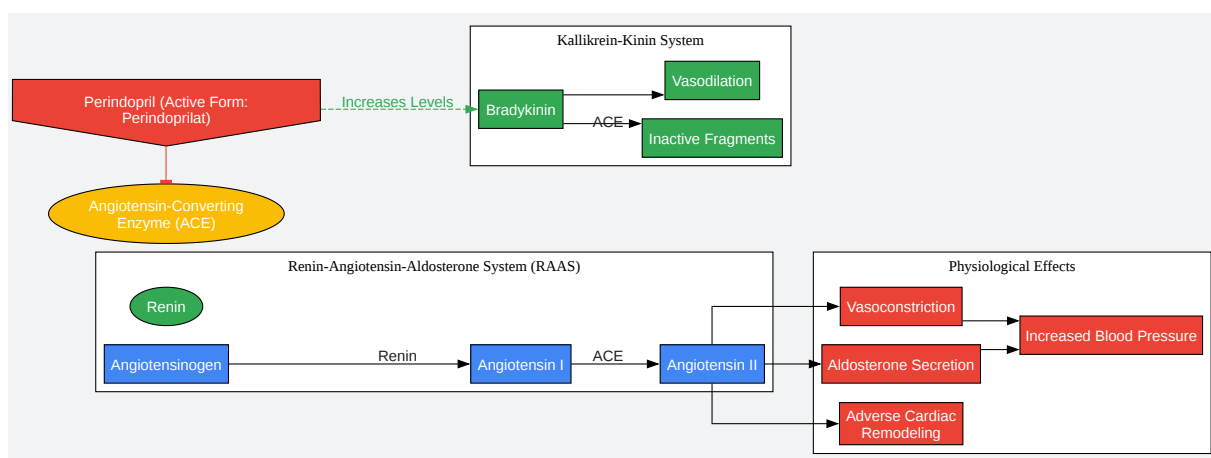 Kallikrein-Kinin System
Vasodilation
Perindopril (Active Form:
Perindoprilat)
Increases Levels
Bradykinin
ACE
Inactive Fragments
Angiotensin-Converting
Enzyme (ACE)
Renin-Angiotensin-Aldosterone System (RAAS)
Physiological Effects
Renin
Vasoconstriction
Increased Blood Pressure
Angiotensinogen
Renin
Angiotensin I
ACE
Angiotensin II
Aldosterone Secretion
Adverse Cardiac
Remodeling